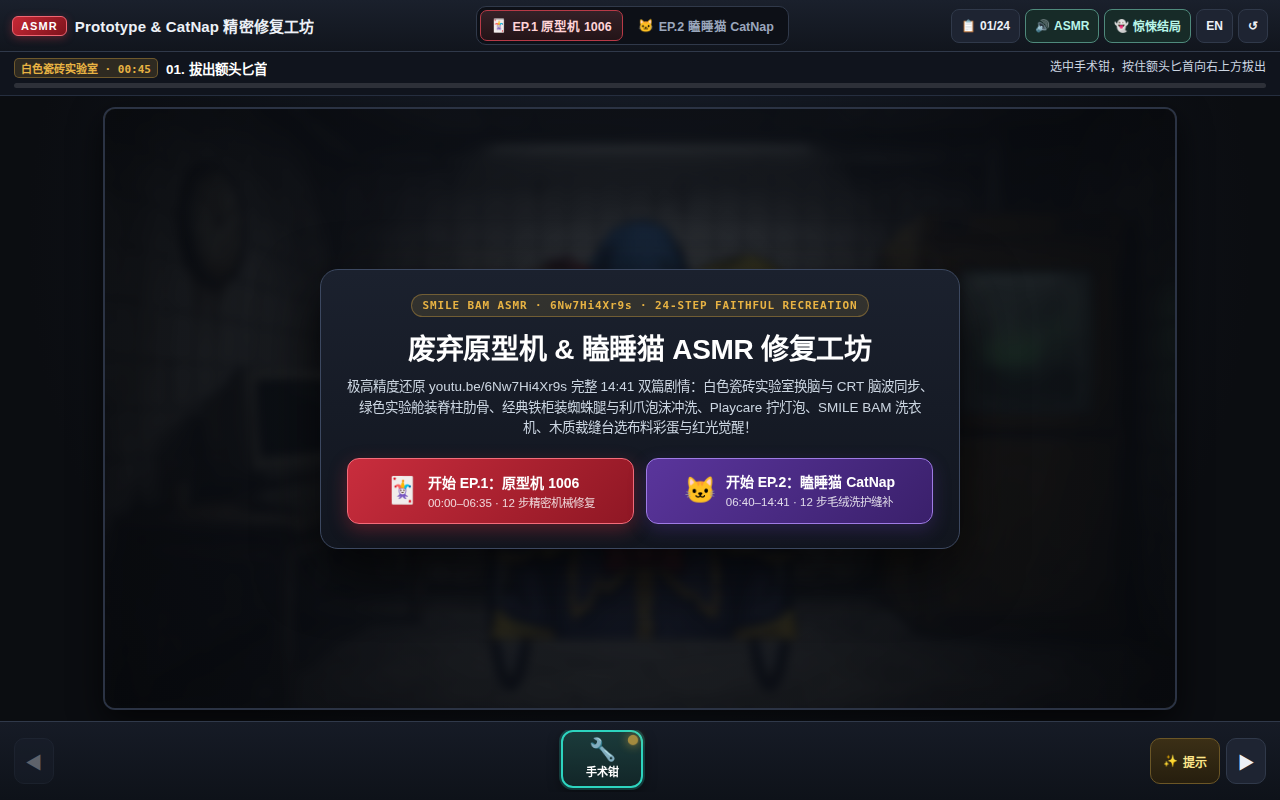 ASMR Prototype & CatNap 精密修复工坊
🃏 EP.1 原型机 1006
🐱 EP.2 瞌睡猫 CatNap
📋 01/24
🔊 ASMR
👻 惊悚结局
EN
↺
白色瓷砖实验室 · 00:45
01. 拔出额头匕首
选中手术钳，按住额头匕首向右上方拔出
SMILE BAM ASMR · 6Nw7Hi4Xr9s · 24-STEP FAITHFUL RECREATION
废弃原型机 & 瞌睡猫 ASMR 修复工坊
极高精度还原 youtu.be/6Nw7Hi4Xr9s 完整 14:41 双篇剧情：白色瓷砖实验室换脑与 CRT 脑波同步、
绿色实验舱装脊柱肋骨、经典铁柜装蜘蛛腿与利爪泡沫冲洗、Playcare 拧灯泡、SMILE BAM 洗衣
机、木质裁缝台选布料彩蛋与红光觉醒！
🃏 开始 EP.1：原型机 1006
00:00–06:35 · 12 步精密机械修复
🐱 开始 EP.2：瞌睡猫 CatNap
06:40–14:41 · 12 步毛绒洗护缝补
◀
🔧 手术钳
✨ 提示
▶